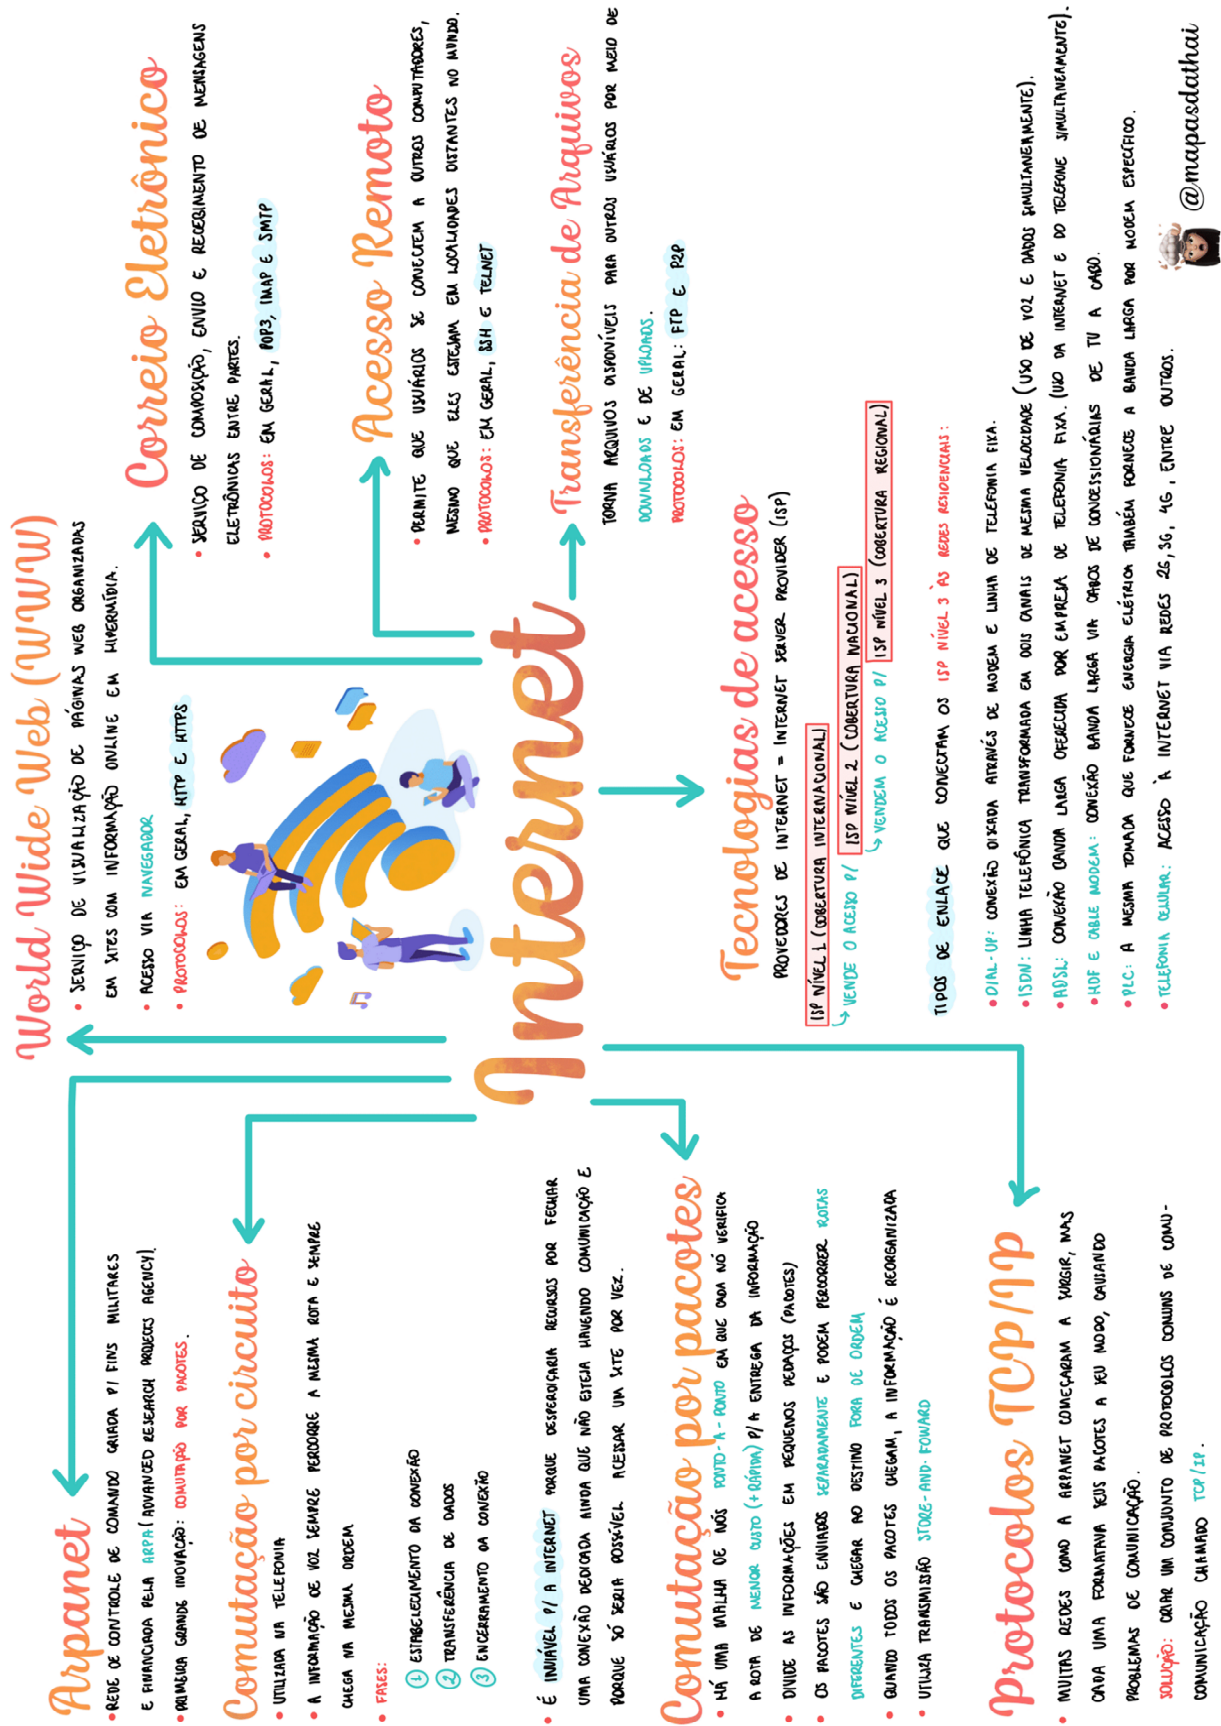 Internet
Arpanet
• REDE DE CONTROLE DE COMANDO CRIADA P/ FINS MILITARES
E FINANCIADA PELA ARPA (ADVANCED RESEARCH PROJECTS AGENCY).
• PRIMEIRA GRANDE INOVAÇÃO: COMUTAÇÃO POR PACOTES.
Comutação por circuito
• UTILIZADA NA TELEFONIA
• A INFORMAÇÃO DE VOZ SEMPRE PERCORRE A MESMA ROTA E SEMPRE
CHEGA NA MESMA ORDEM
• FASES:
1 ESTABELECIMENTO DA CONEXÃO
2 TRANSFERÊNCIA DE DADOS
3 ENCERRAMENTO DA CONEXÃO
• É INVIÁVEL P/ A INTERNET PORQUE DESPERDIÇARIA RECURSOS POR FECHAR
UMA CONEXÃO DEDICADA AINDA QUE NÃO ESTEJA HAVENDO COMUNICAÇÃO E
PORQUE SÓ SERIA POSSÍVEL ACESSAR UM SITE POR VEZ.
Comutação por pacotes
• HÁ UMA MALHA DE NÓS PONTO-A-PONTO EM QUE CADA NÓ VERIFICA
A ROTA DE MENOR CUSTO (+RÁPIDA) P/ A ENTREGA DA INFORMAÇÃO
• DIVIDE AS INFORMAÇÕES EM PEQUENOS PEDAÇOS (PACOTES)
• OS PACOTES SÃO ENVIADOS SEPARADAMENTE E PODEM PERCORRER ROTAS
DIFERENTES E CHEGAR AO DESTINO FORA DE ORDEM
• QUANDO TODOS OS PACOTES CHEGAM, A INFORMAÇÃO É REORGANIZADA
• UTILIZA TRANSMISSÃO STORE-AND-FOWARD
Protocolos TCP/IP
• MUITAS REDES COMO A ARPANET COMEÇARAM A SURGIR, MAS
CADA UMA FORMATAVA SEUS PACOTES A SEU MODO, CAUSANDO
PROBLEMAS DE COMUNICAÇÃO.
SOLUÇÃO: CRIAR UM CONJUNTO DE PROTOCOLOS COMUNS DE COMU-
COMUNICAÇÃO CHAMADO TCP/IP.
World Wide Web (WWW)
• SERVIÇO DE VISUALIZAÇÃO DE PÁGINAS WEB ORGANIZADAS
EM SITES COM INFORMAÇÃO ONLINE EM HIPERMÍDIA.
• ACESSO VIA NAVEGADOR
• PROTOCOLOS: EM GERAL, HTTP E HTTPS
Correio Eletrônico
• SERVIÇO DE COMPOSIÇÃO, ENVIO E RECEBIMENTO DE MENSAGENS
ELETRÔNICAS ENTRE PARTES.
• PROTOCOLOS: EM GERAL, POP3, IMAP E SMTP
Acesso Remoto
• PERMITE QUE USUÁRIOS SE CONECTEM A OUTROS COMPUTADORES,
MESMO QUE ELES ESTEJAM EM LOCALIDADES DISTANTES NO MUNDO.
• PROTOCOLOS: EM GERAL, SSH E TELNET
Transferência de Arquivos
TORNA ARQUIVOS DISPONÍVEIS PARA OUTROS USUÁRIOS POR MEIO DE
DOWNLOADS E DE UPLOADS.
PROTOCOLOS: EM GERAL: FTP E P2P
Tecnologias de acesso
PROVEDORES DE INTERNET = INTERNET SERVER PROVIDER (ISP)
ISP NÍVEL 1 (COBERTURA INTERNACIONAL)
VENDE O ACESSO P/ ISP NÍVEL 2 (COBERTURA NACIONAL)
VENDEM O ACESSO P/ ISP NÍVEL 3 (COBERTURA REGIONAL)
TIPOS DE ENLACE QUE CONECTAM OS ISP NÍVEL 3 ÀS REDES RESIDENCIAIS:
• DIAL-UP: CONEXÃO DISCADA ATRAVÉS DE MODEM E LINHA DE TELEFONIA FIXA.
• ISDN: LINHA TELEFÔNICA TRANSFORMADA EM DOIS CANAIS DE MESMA VELOCIDADE (USO DE VOZ E DADOS SIMULTANEAMENTE).
• ADSL: CONEXÃO BANDA LARGA OFERECIDA POR EMPRESA DE TELEFONIA FIXA. (USO DA INTERNET E DO TELEFONE SIMULTANEAMENTE).
• HDF E CABLE MODEM: CONEXÃO BANDA LARGA VIA CABOS DE CONCESSIONÁRIAS DE TV A CABO.
• PLC: A MESMA TOMADA QUE FORNECE ENERGIA ELÉTRICA TAMBÉM FORNECE A BANDA LARGA POR MODEM ESPECÍFICO.
• TELEFONIA CELULAR: ACESSO À INTERNET VIA REDES 2G, 3G, 4G, ENTRE OUTROS.
@mapasdathai